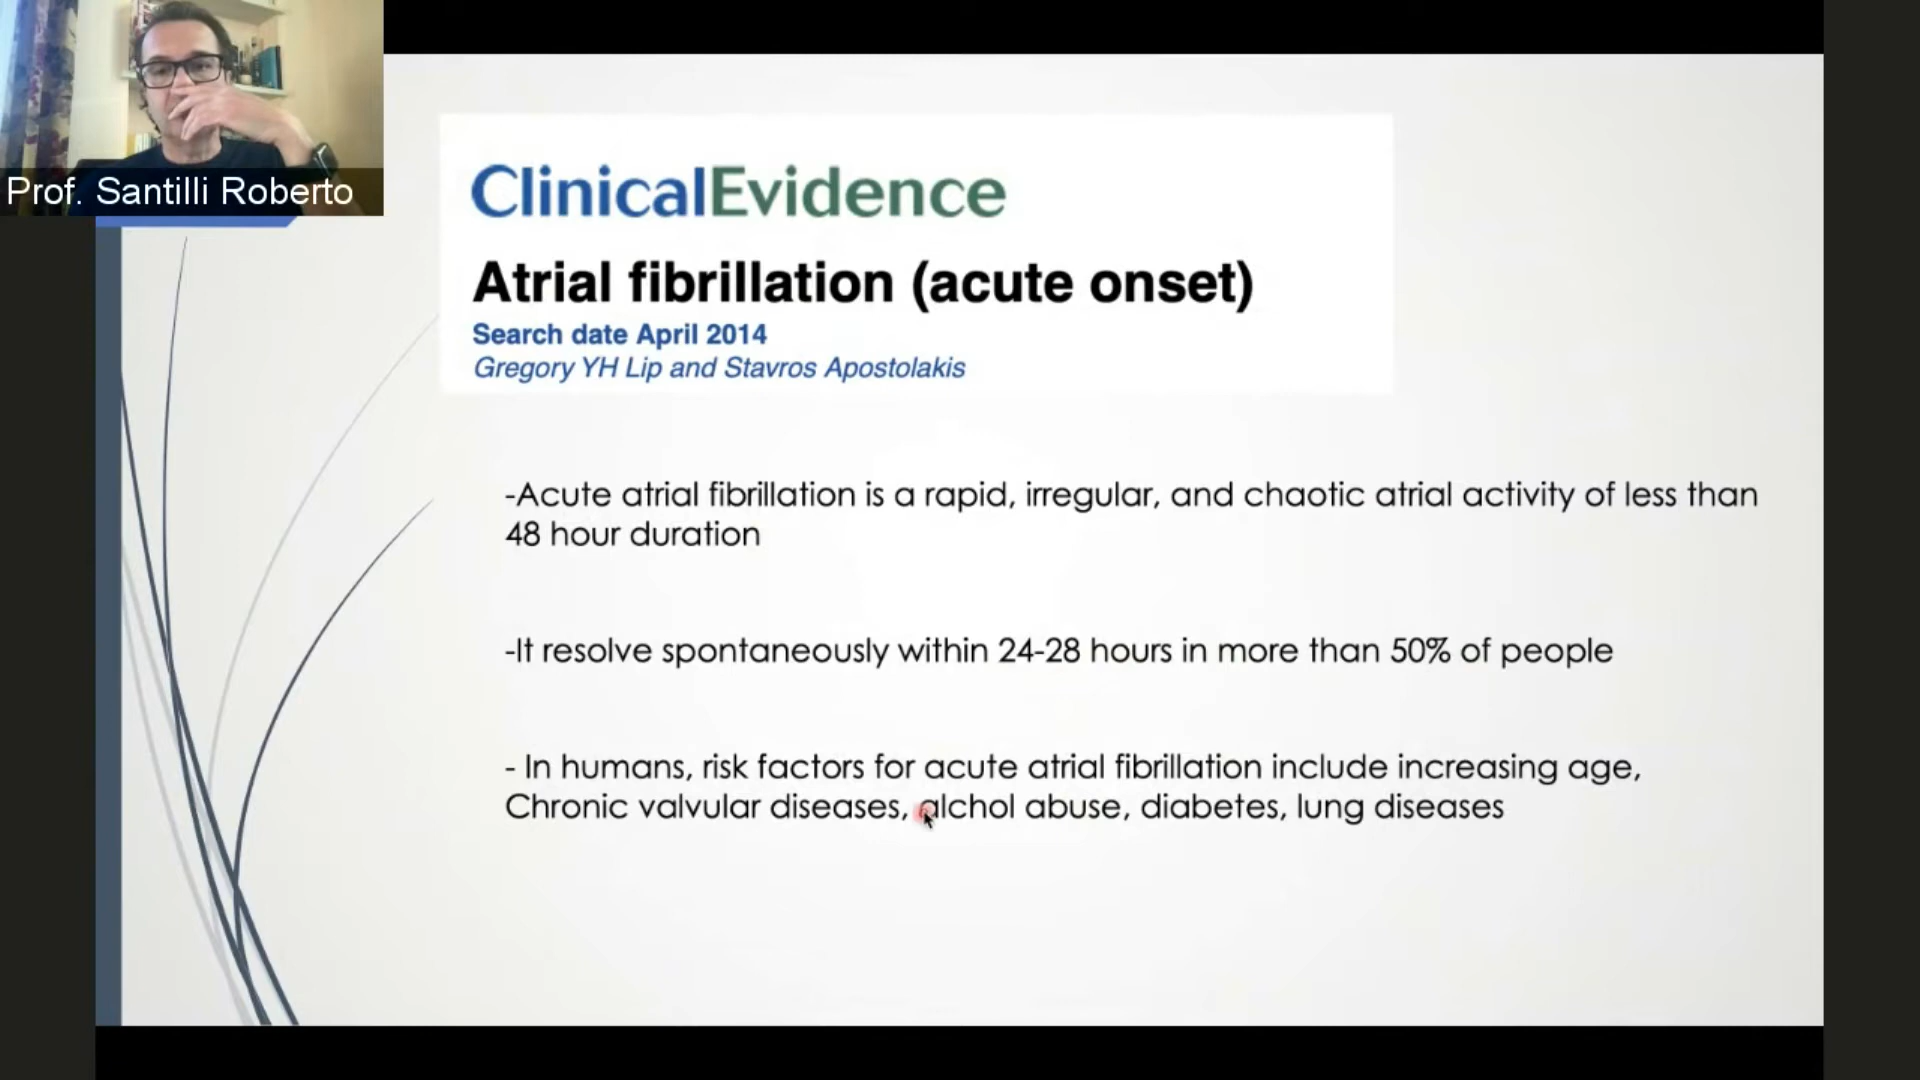 Prof. Santilli Roberto
ClinicalEvidence
Atrial fibrillation (acute onset)
Search date April 2014
Gregory YH Lip and Stavros Apostolakis
-Acute atrial fibrillation is a rapid, irregular, and chaotic atrial activity of less than
48 hour duration
-It resolve spontaneously within 24-28 hours in more than 50% of people
- In humans, risk factors for acute atrial fibrillation include increasing age,
Chronic valvular diseases, alchol abuse, diabetes, lung diseases